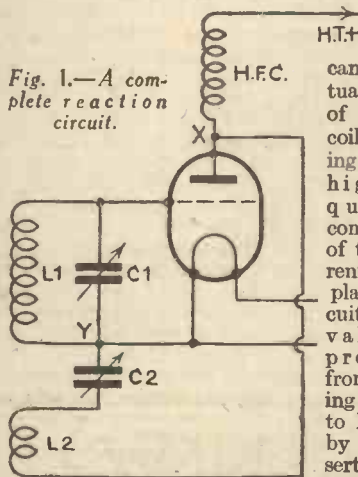 H.T.+
Fig. 1.—A com-
plete reaction
circuit.
H.F.C.
X
L1
C1
Y
C2
L2
can
tua
of
coil
ing
hig
qu
con
of t
ren
pla
cuit
va
pr
fron
ing
to
by
sert